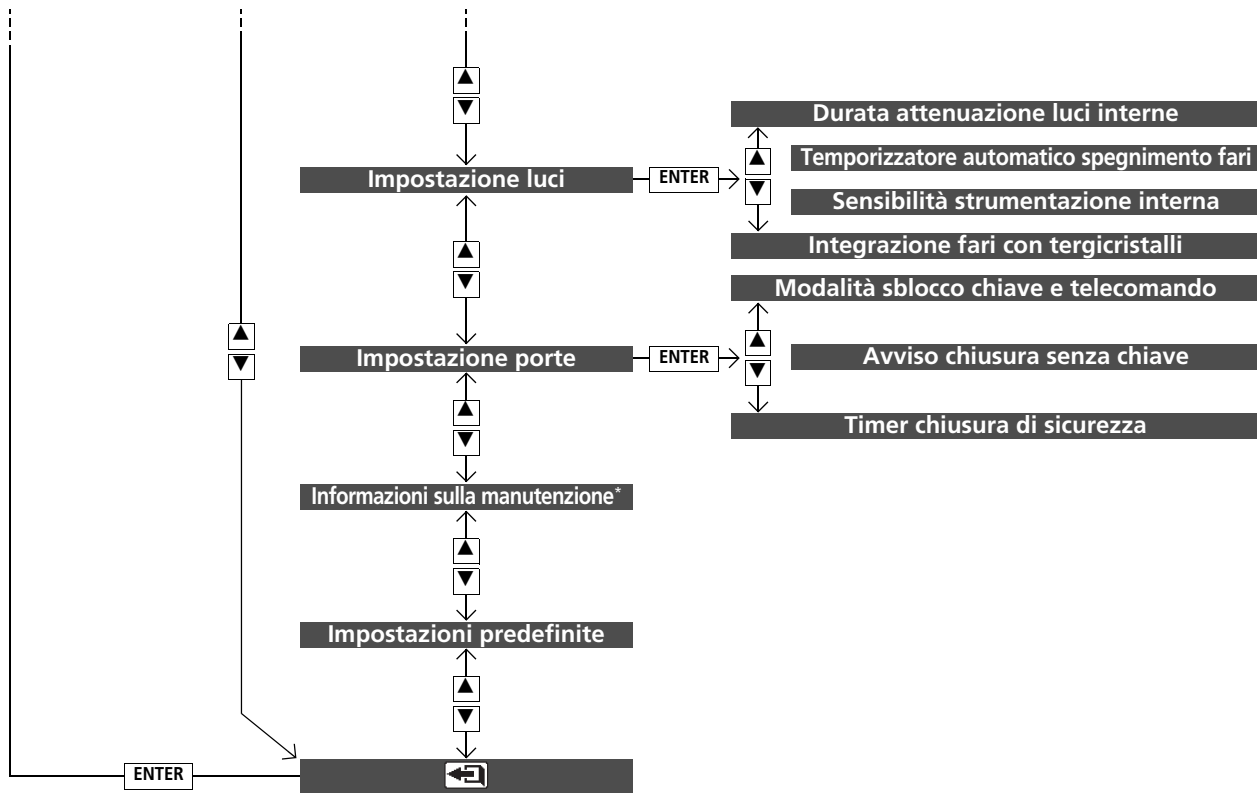 ▲
▼
Durata attenuazione luci interne
Impostazione luci
ENTER
▲
▼
Temporizzatore automatico spegnimento fari
Sensibilità strumentazione interna
Integrazione fari con tergicristalli
▲
▼
Modalità sblocco chiave e telecomando
▲
▼
Impostazione porte
ENTER
▲
▼
Avviso chiusura senza chiave
Timer chiusura di sicurezza
▲
▼
Informazioni sulla manutenzione*
▲
▼
Impostazioni predefinite
▲
▼
ENTER